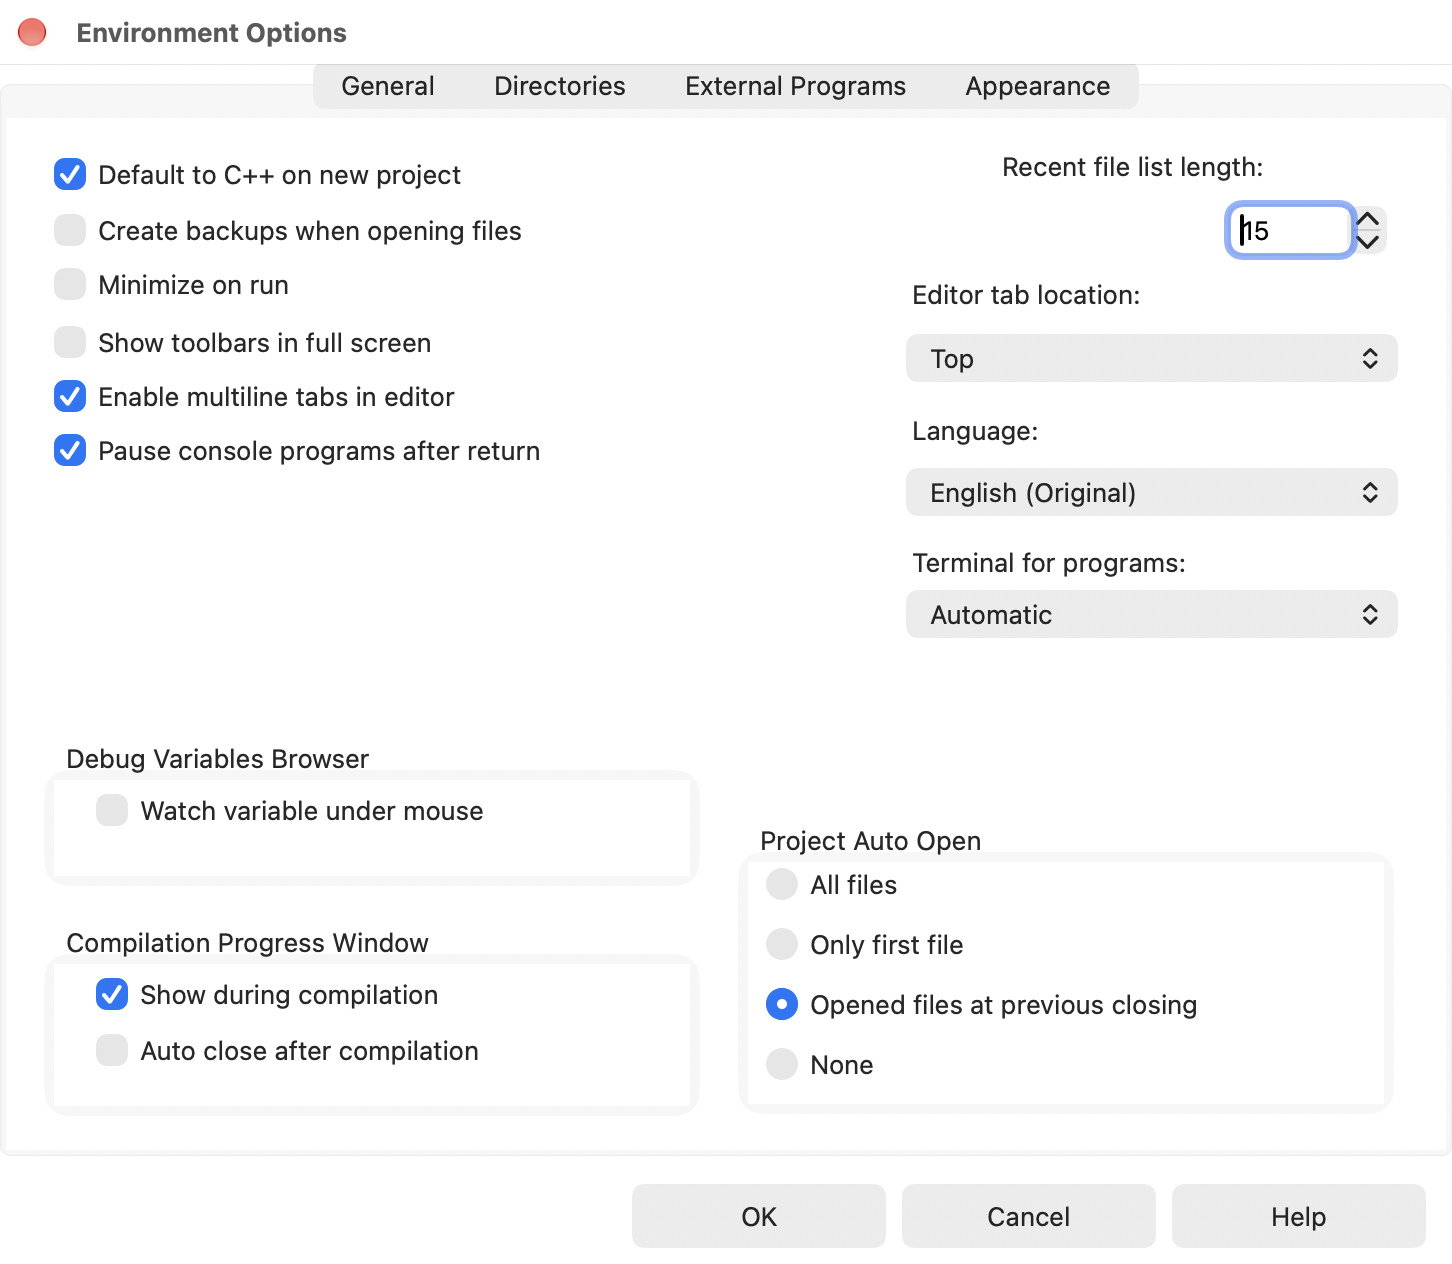 Environment Options
General Directories External Programs Appearance
Default to C++ on new project
Create backups when opening files
Minimize on run
Show toolbars in full screen
Enable multiline tabs in editor
Pause console programs after return
Recent file list length:
15
Editor tab location:
Top
Language:
English (Original)
Terminal for programs:
Automatic
Debug Variables Browser
Watch variable under mouse
Compilation Progress Window
Show during compilation
Auto close after compilation
Project Auto Open
All files
Only first file
Opened files at previous closing
None
OK Cancel Help